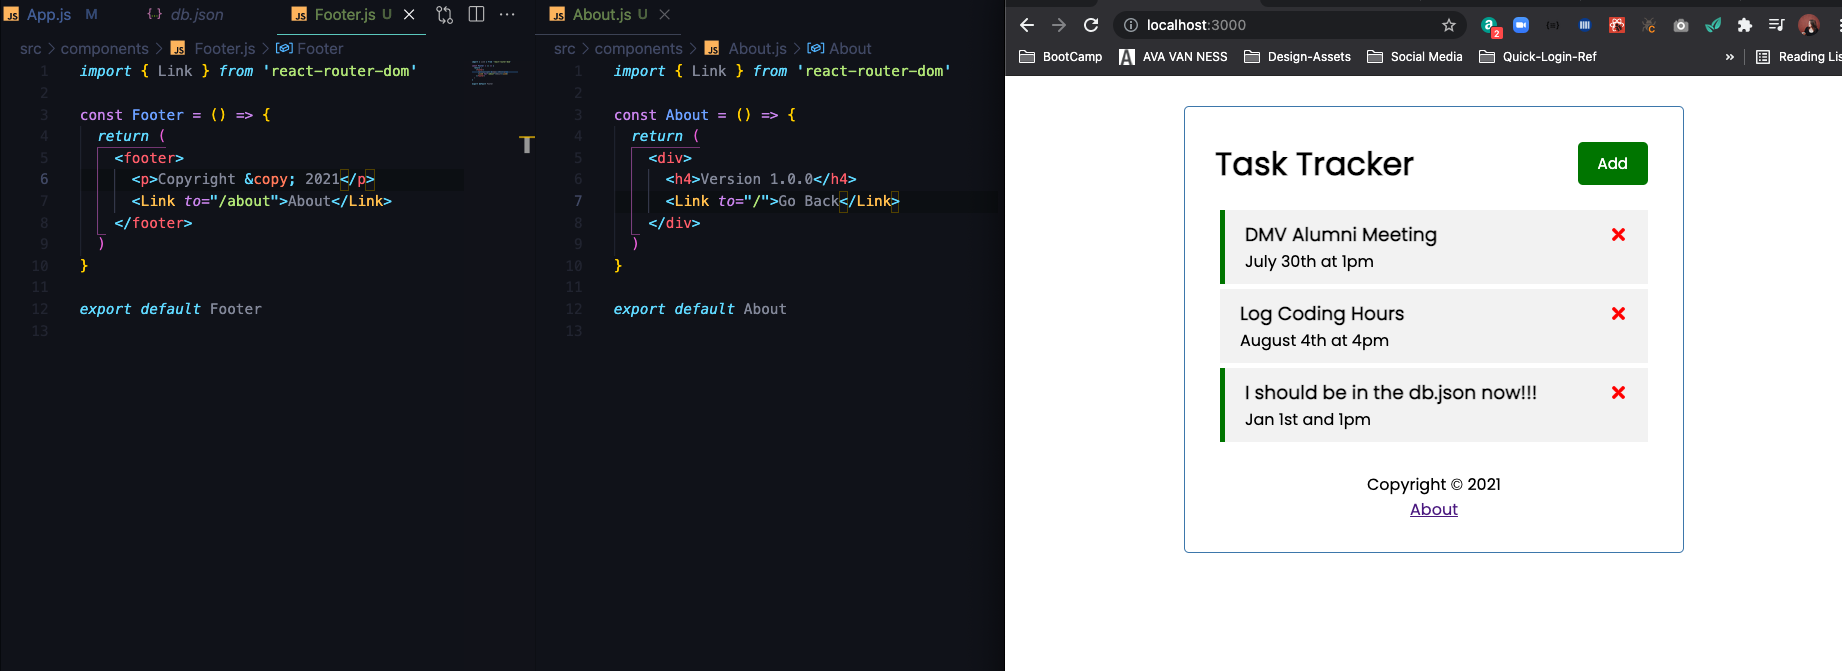 App.js M
db.json
Footer.js U
src > components > Footer.js > Footer
1 import { Link } from 'react-router-dom'
2
3 const Footer = () => {
4 return (
5 <footer>
6 <p>Copyright &copy; 2021</p>
7 <Link to="/about">About</Link>
8 </footer>
9 )
10 }
11
12 export default Footer
13
About.js U
src > components > About.js > About
1 import { Link } from 'react-router-dom'
2
3 const About = () => {
4 return (
5 <div>
6 <h4>Version 1.0.0</h4>
7 <Link to="/">Go Back</Link>
8 </div>
9 )
10 }
11
12 export default About
13
localhost:3000
2
BootCamp
AVA VAN NESS
Design-Assets
Social Media
Quick-Login-Ref
»
Reading Lis
Task Tracker
Add
DMV Alumni Meeting
July 30th at 1pm
Log Coding Hours
August 4th at 4pm
I should be in the db.json now!!!
Jan 1st and 1pm
Copyright © 2021
About